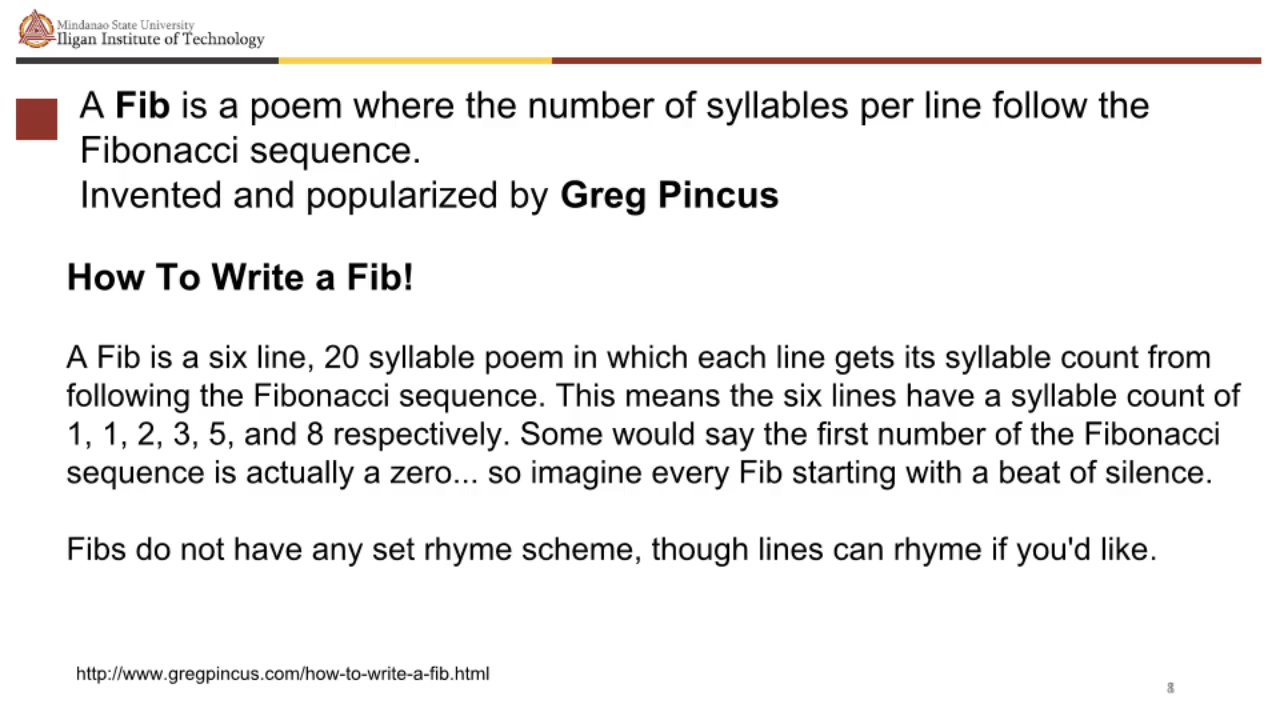 Mindanao State University
Iligan Institute of Technology
A Fib is a poem where the number of syllables per line follow the
Fibonacci sequence.
Invented and popularized by Greg Pincus
How To Write a Fib!
A Fib is a six line, 20 syllable poem in which each line gets its syllable count from
following the Fibonacci sequence. This means the six lines have a syllable count of
1, 1, 2, 3, 5, and 8 respectively. Some would say the first number of the Fibonacci
sequence is actually a zero... so imagine every Fib starting with a beat of silence.
Fibs do not have any set rhyme scheme, though lines can rhyme if you'd like.
http://www.gregpincus.com/how-to-write-a-fib.html